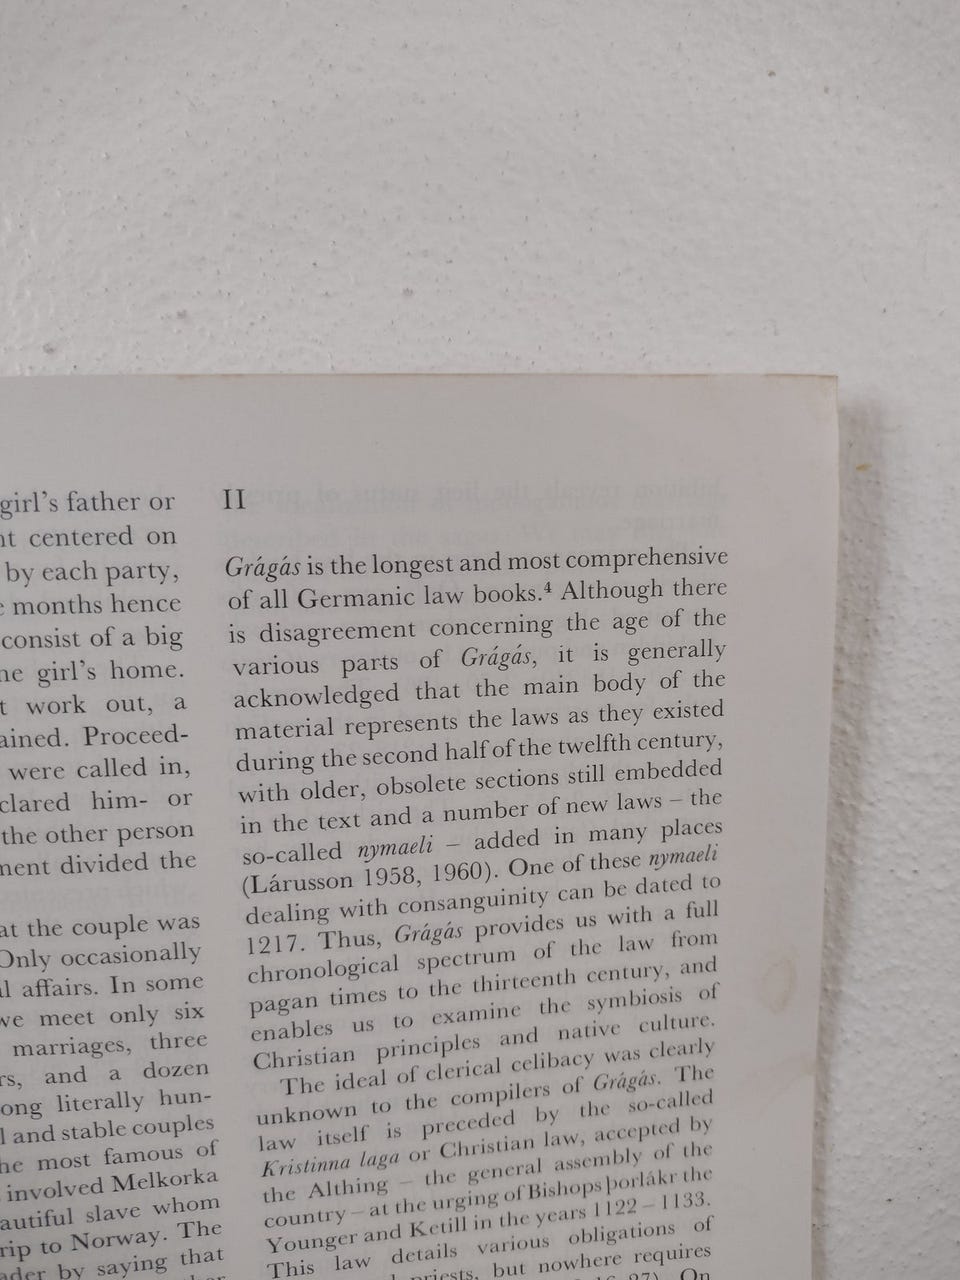 girl's father or
centered on
by each party,
months hence
consist of a big
girl's home.
work out, a
Proceed-
were called in,
him- or
the other person
divided the
at the couple was
Only occasionally
affairs. In some
we meet only six
marriages, three
and a dozen
literally hun-
and stable couples
most famous of
involved Melkorka
slave whom
to Norway. The
by saying that
II
Grágás is the longest and most comprehensive
of all Germanic law books.⁴ Although there
is disagreement concerning the age of the
various parts of Grágás, it is generally
acknowledged that the main body of the
material represents the laws as they existed
during the second half of the twelfth century,
with older, obsolete sections still embedded
in the text and a number of new laws – the
so-called nymaeli – added in many places
(Lárusson 1958, 1960). One of these nymaeli
dealing with consanguinity can be dated to
1217. Thus, Grágás provides us with a full
chronological spectrum of the law from
pagan times to the thirteenth century, and
enables us to examine the symbiosis of
Christian principles and native culture.
The ideal of clerical celibacy was clearly
unknown to the compilers of Grágás. The
law itself is preceded by the so-called
Kristinna laga or Christian law, accepted by
the Althing – the general assembly of the
country – at the urging of Bishops þorlákr the
Younger and Ketill in the years 1122 – 1133.
This law details various obligations of
priests, but nowhere requires
On